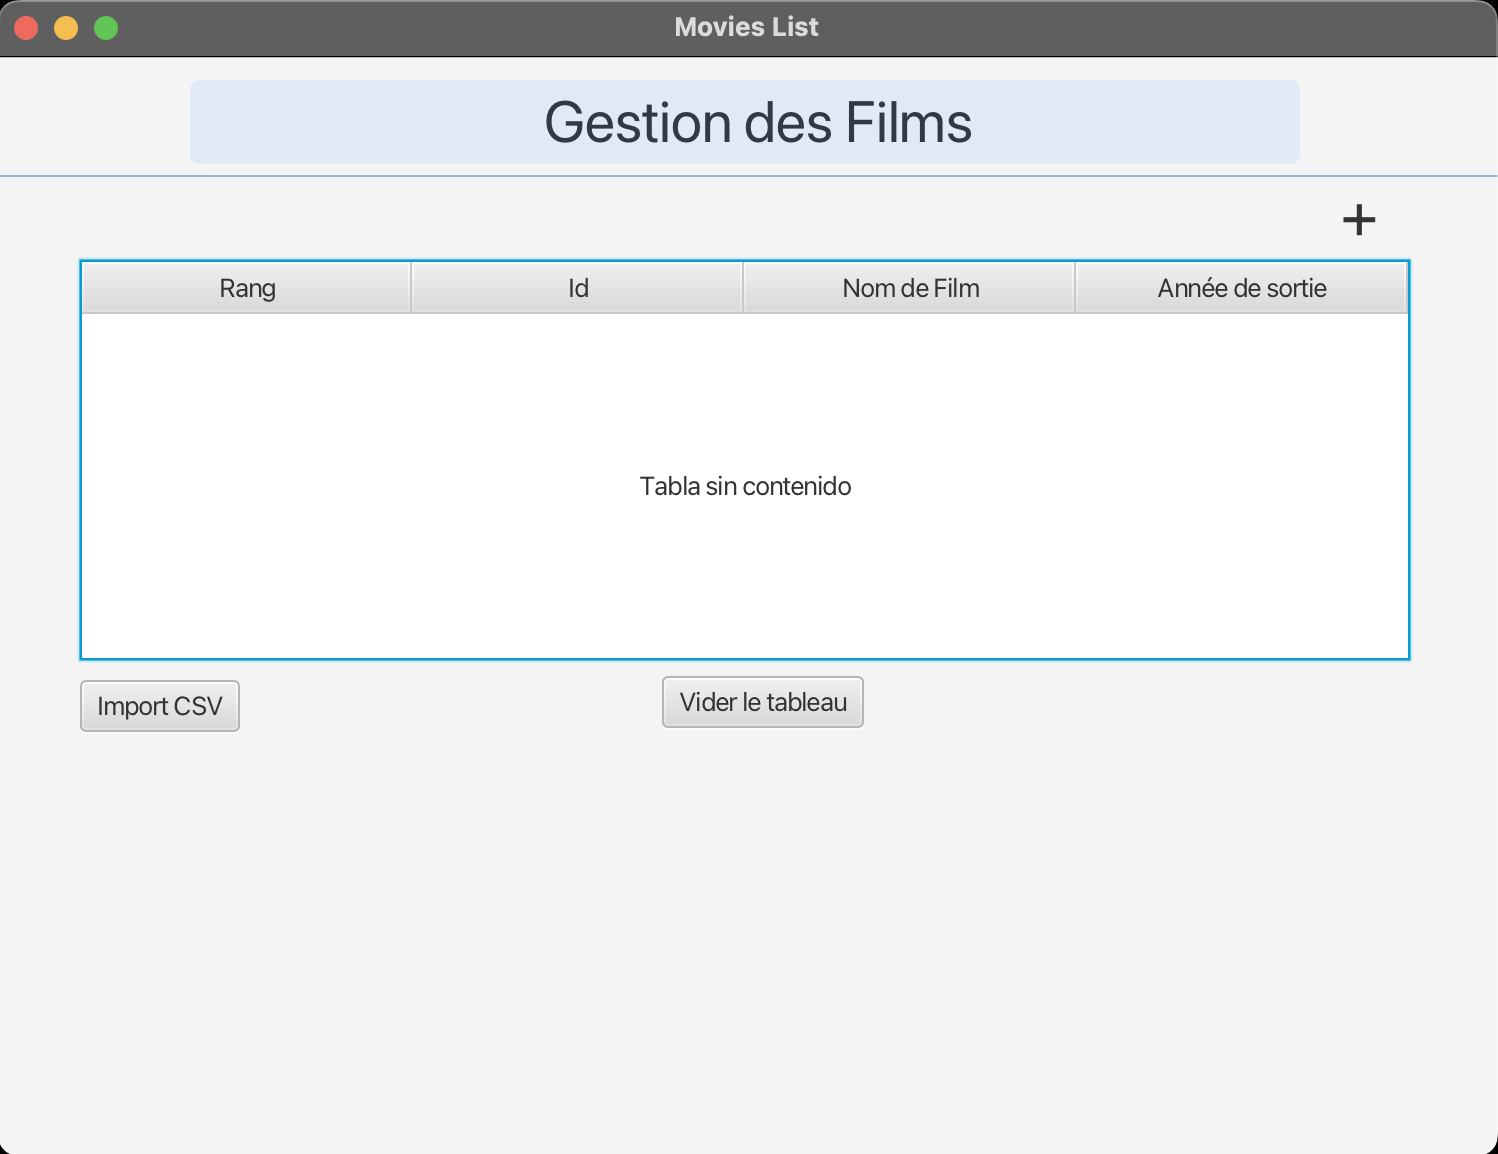 Movies List
Gestion des Films
+
Rang Id Nom de Film Année de sortie
Tabla sin contenido
Import CSV Vider le tableau